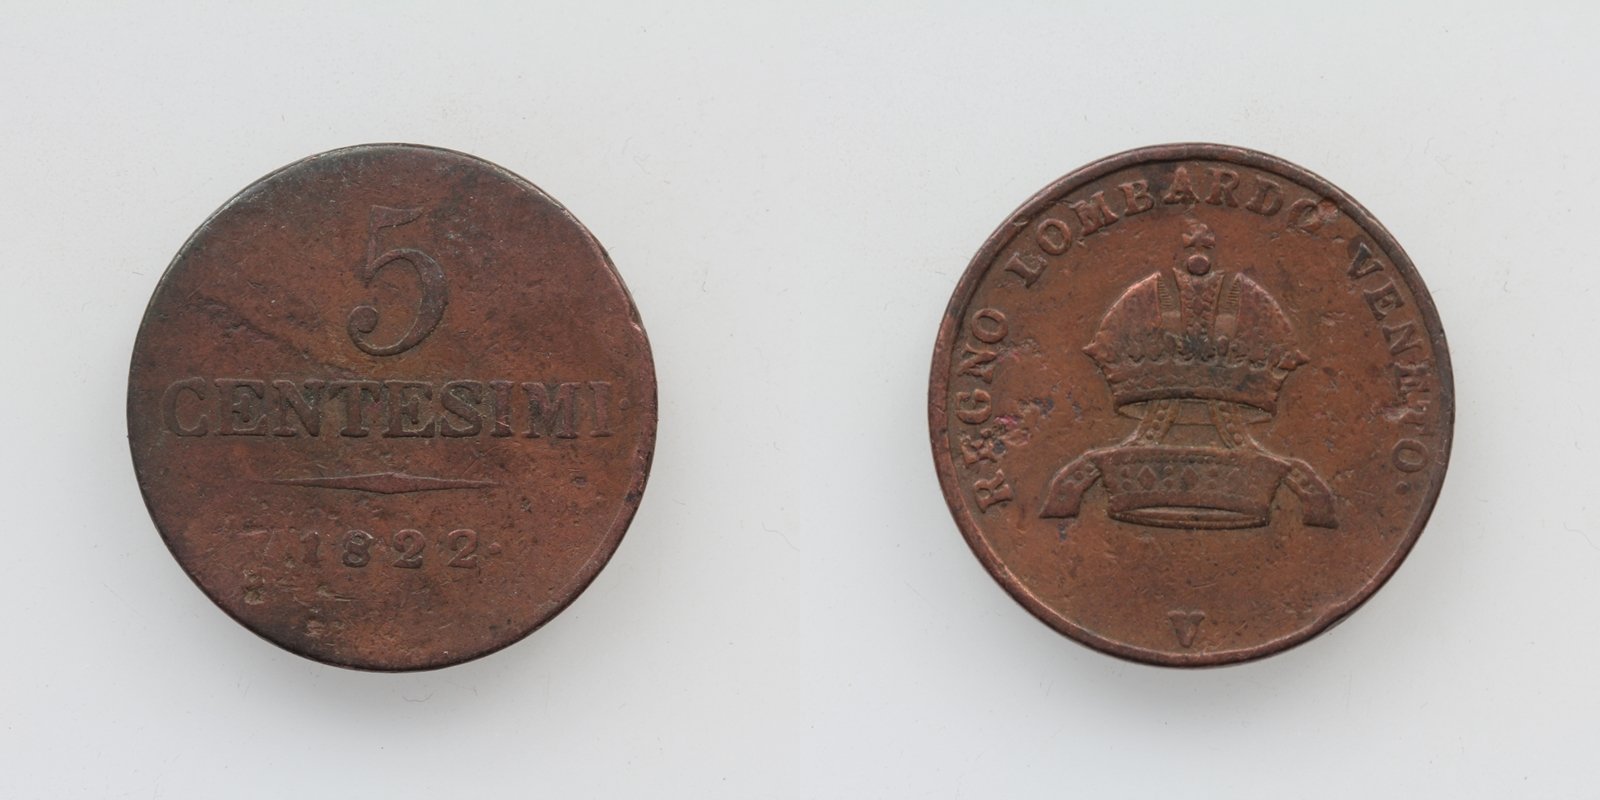 5
CENTESIMI
1822.
REGNO LOMBARDO·VENETO.
V